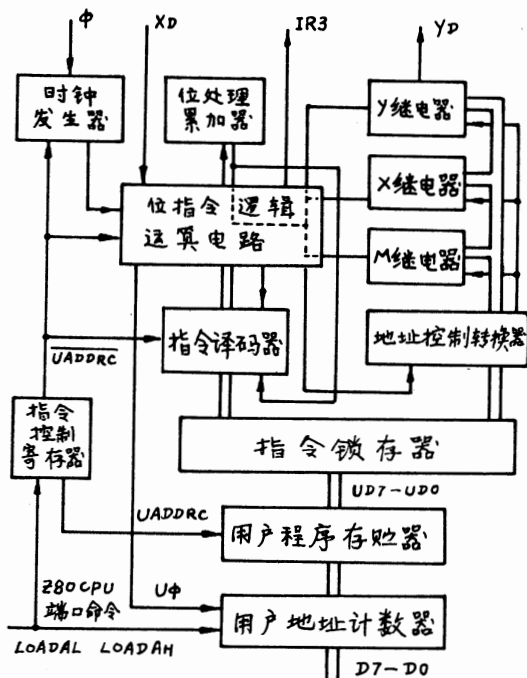 Φ
XD
IR3
YD
时钟
发生器
位处理
累加器
Y继电器
X继电器
M继电器
位指令逻辑
运算电路
指令译码器
地址控制转换器
UADDRC
指令
控制
寄存器
指令锁存器
UD7-UD0
UADDRC
用户程序存贮器
Z80CPU
端口命令
UΦ
用户地址计数器
LOADAL LOADAH
D7-D0